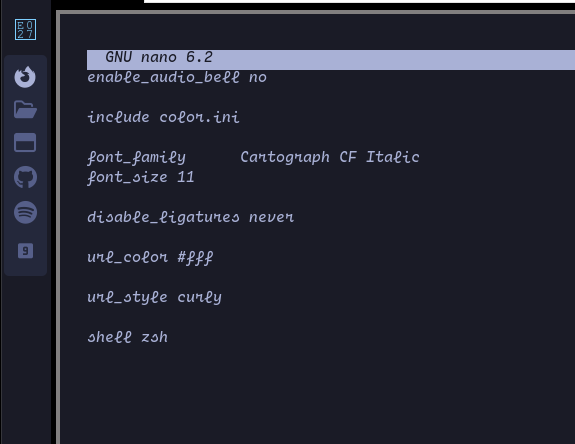 E0
27
9
GNU nano 6.2
enable_audio_bell no
include color.ini
font_family Cartograph CF Italic
font_size 11
disable_ligatures never
url_color #fff
url_style curly
shell zsh